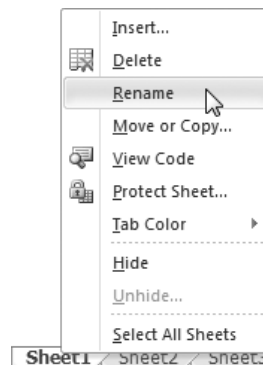 Insert...
Delete
Rename
Move or Copy...
View Code
Protect Sheet...
Tab Color
Hide
Unhide...
Select All Sheets
Sheet1 Sheet2 Sheet3